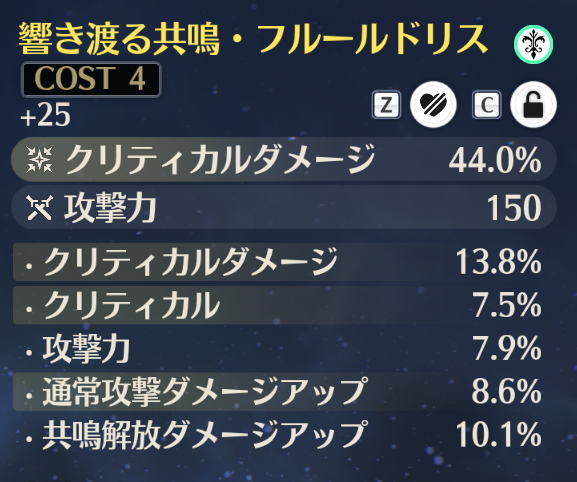 響き渡る共鳴・フルールドリス
COST 4
+25
Z
C
クリティカルダメージ 44.0%
攻撃力 150
・クリティカルダメージ 13.8%
・クリティカル 7.5%
・攻撃力 7.9%
・通常攻撃ダメージアップ 8.6%
・共鳴解放ダメージアップ 10.1%